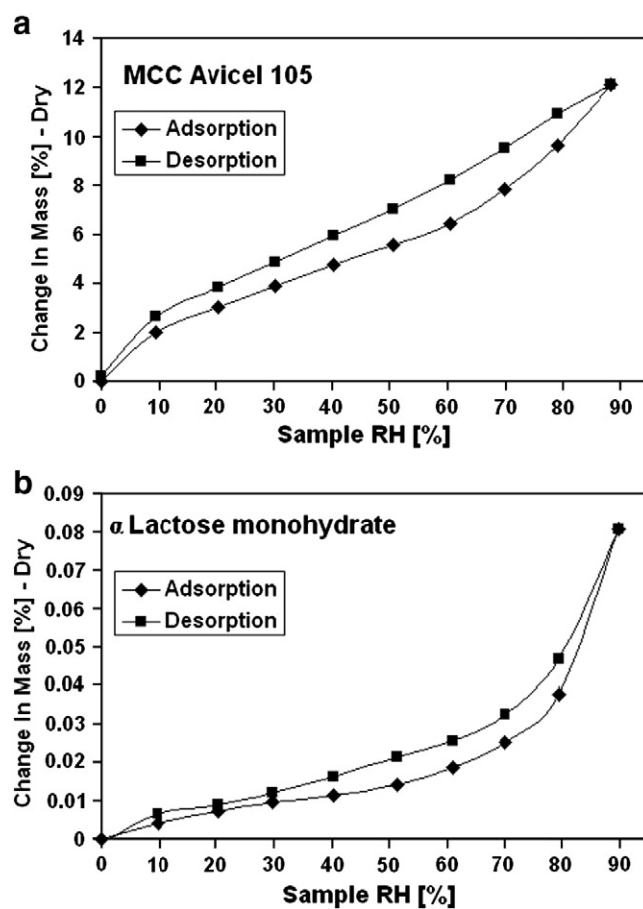 a
14
12
10
8
6
4
2
0
Change In Mass [%] - Dry
MCC Avicel 105
Adsorption
Desorption
0 10 20 30 40 50 60 70 80 90
Sample RH [%]
b
0.09
0.08
0.07
0.06
0.05
0.04
0.03
0.02
0.01
0
Change In Mass [%] - Dry
α Lactose monohydrate
Adsorption
Desorption
0 10 20 30 40 50 60 70 80 90
Sample RH [%]